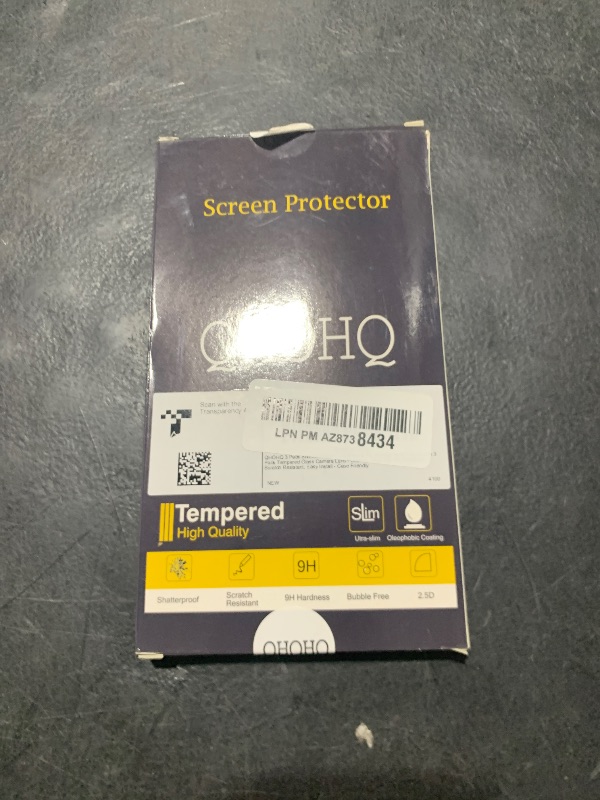 Screen Protector
QHOHQ
Scan with the
Transparency
LPN PM AZ8738434
NEW
Tempered
High Quality
Slim
Utra-slim
Oleophobic Coating
9H
Shatterproof
Scratch
Resistant
9H Hardness
Bubble Free
2.5D
QHOHQ